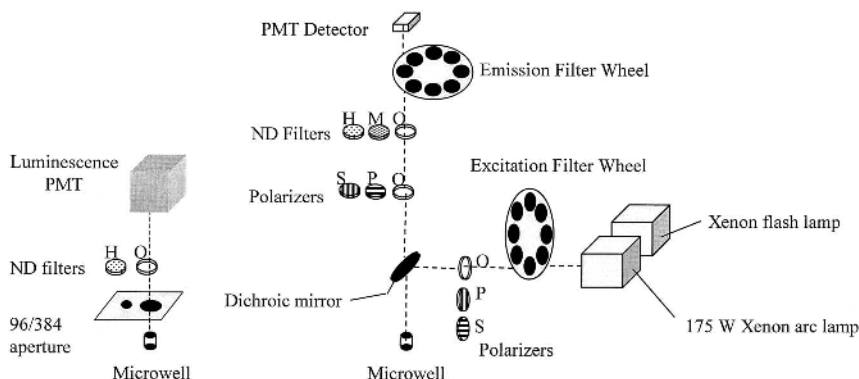 PMT Detector
Emission Filter Wheel
H M O
ND Filters
Luminescence
PMT
Excitation Filter Wheel
S P O
Polarizers
Xenon flash lamp
H O
ND filters
O
Dichroic mirror
P
96/384
aperture
S
175 W Xenon arc lamp
Polarizers
Microwell
Microwell